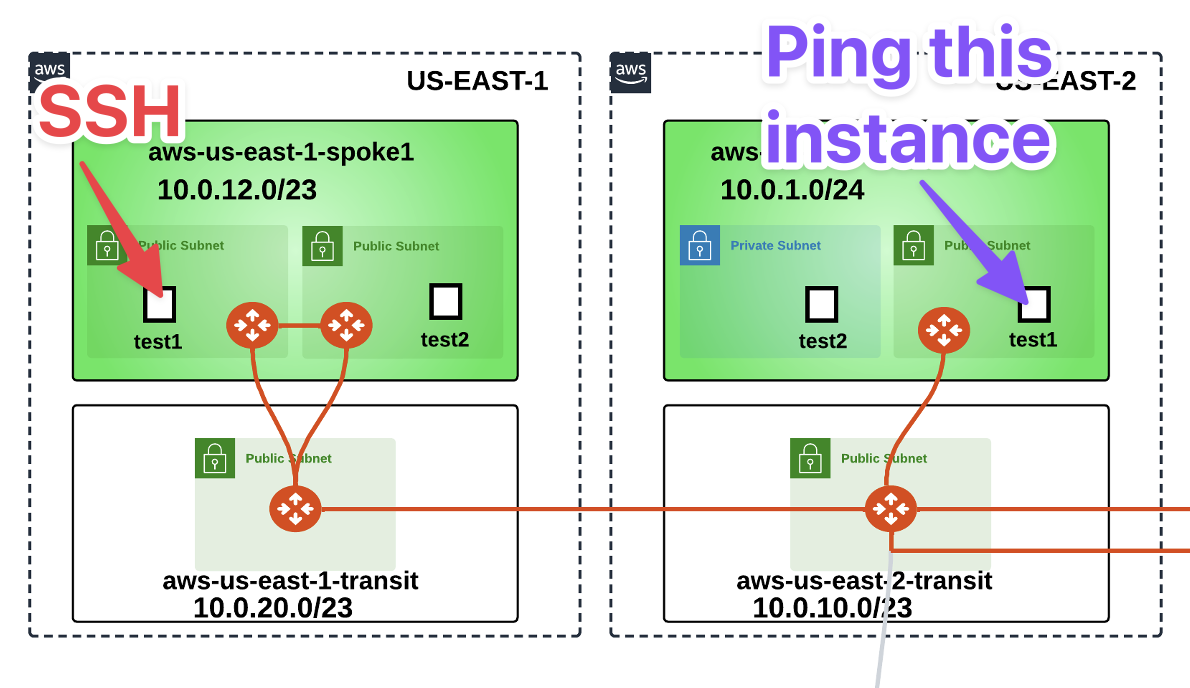 aws
US-EAST-1
SSH
aws-us-east-1-spoke1
10.0.12.0/23
Public Subnet
Public Subnet
test1
test2
Public Subnet
aws-us-east-1-transit
10.0.20.0/23
aws
Ping this
US-EAST-2
instance
aws-
10.0.1.0/24
Private Subnet
Public Subnet
test2
test1
Public Subnet
aws-us-east-2-transit
10.0.10.0/23